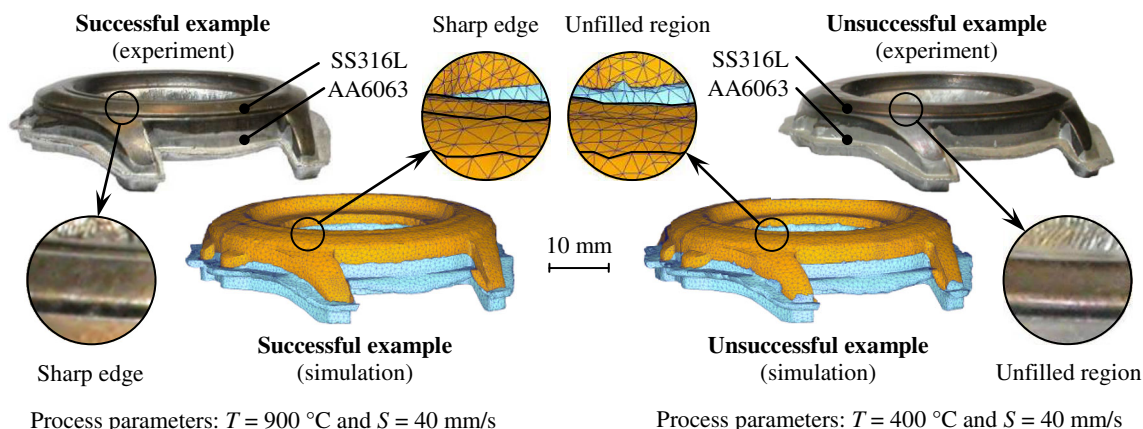 Successful example
(experiment)
SS316L
AA6063
Sharp edge
Unfilled region
Unsuccessful example
(experiment)
SS316L
AA6063
10 mm
Sharp edge
Successful example
(simulation)
Unsuccessful example
(simulation)
Unfilled region
Process parameters: T = 900 °C and S = 40 mm/s
Process parameters: T = 400 °C and S = 40 mm/s